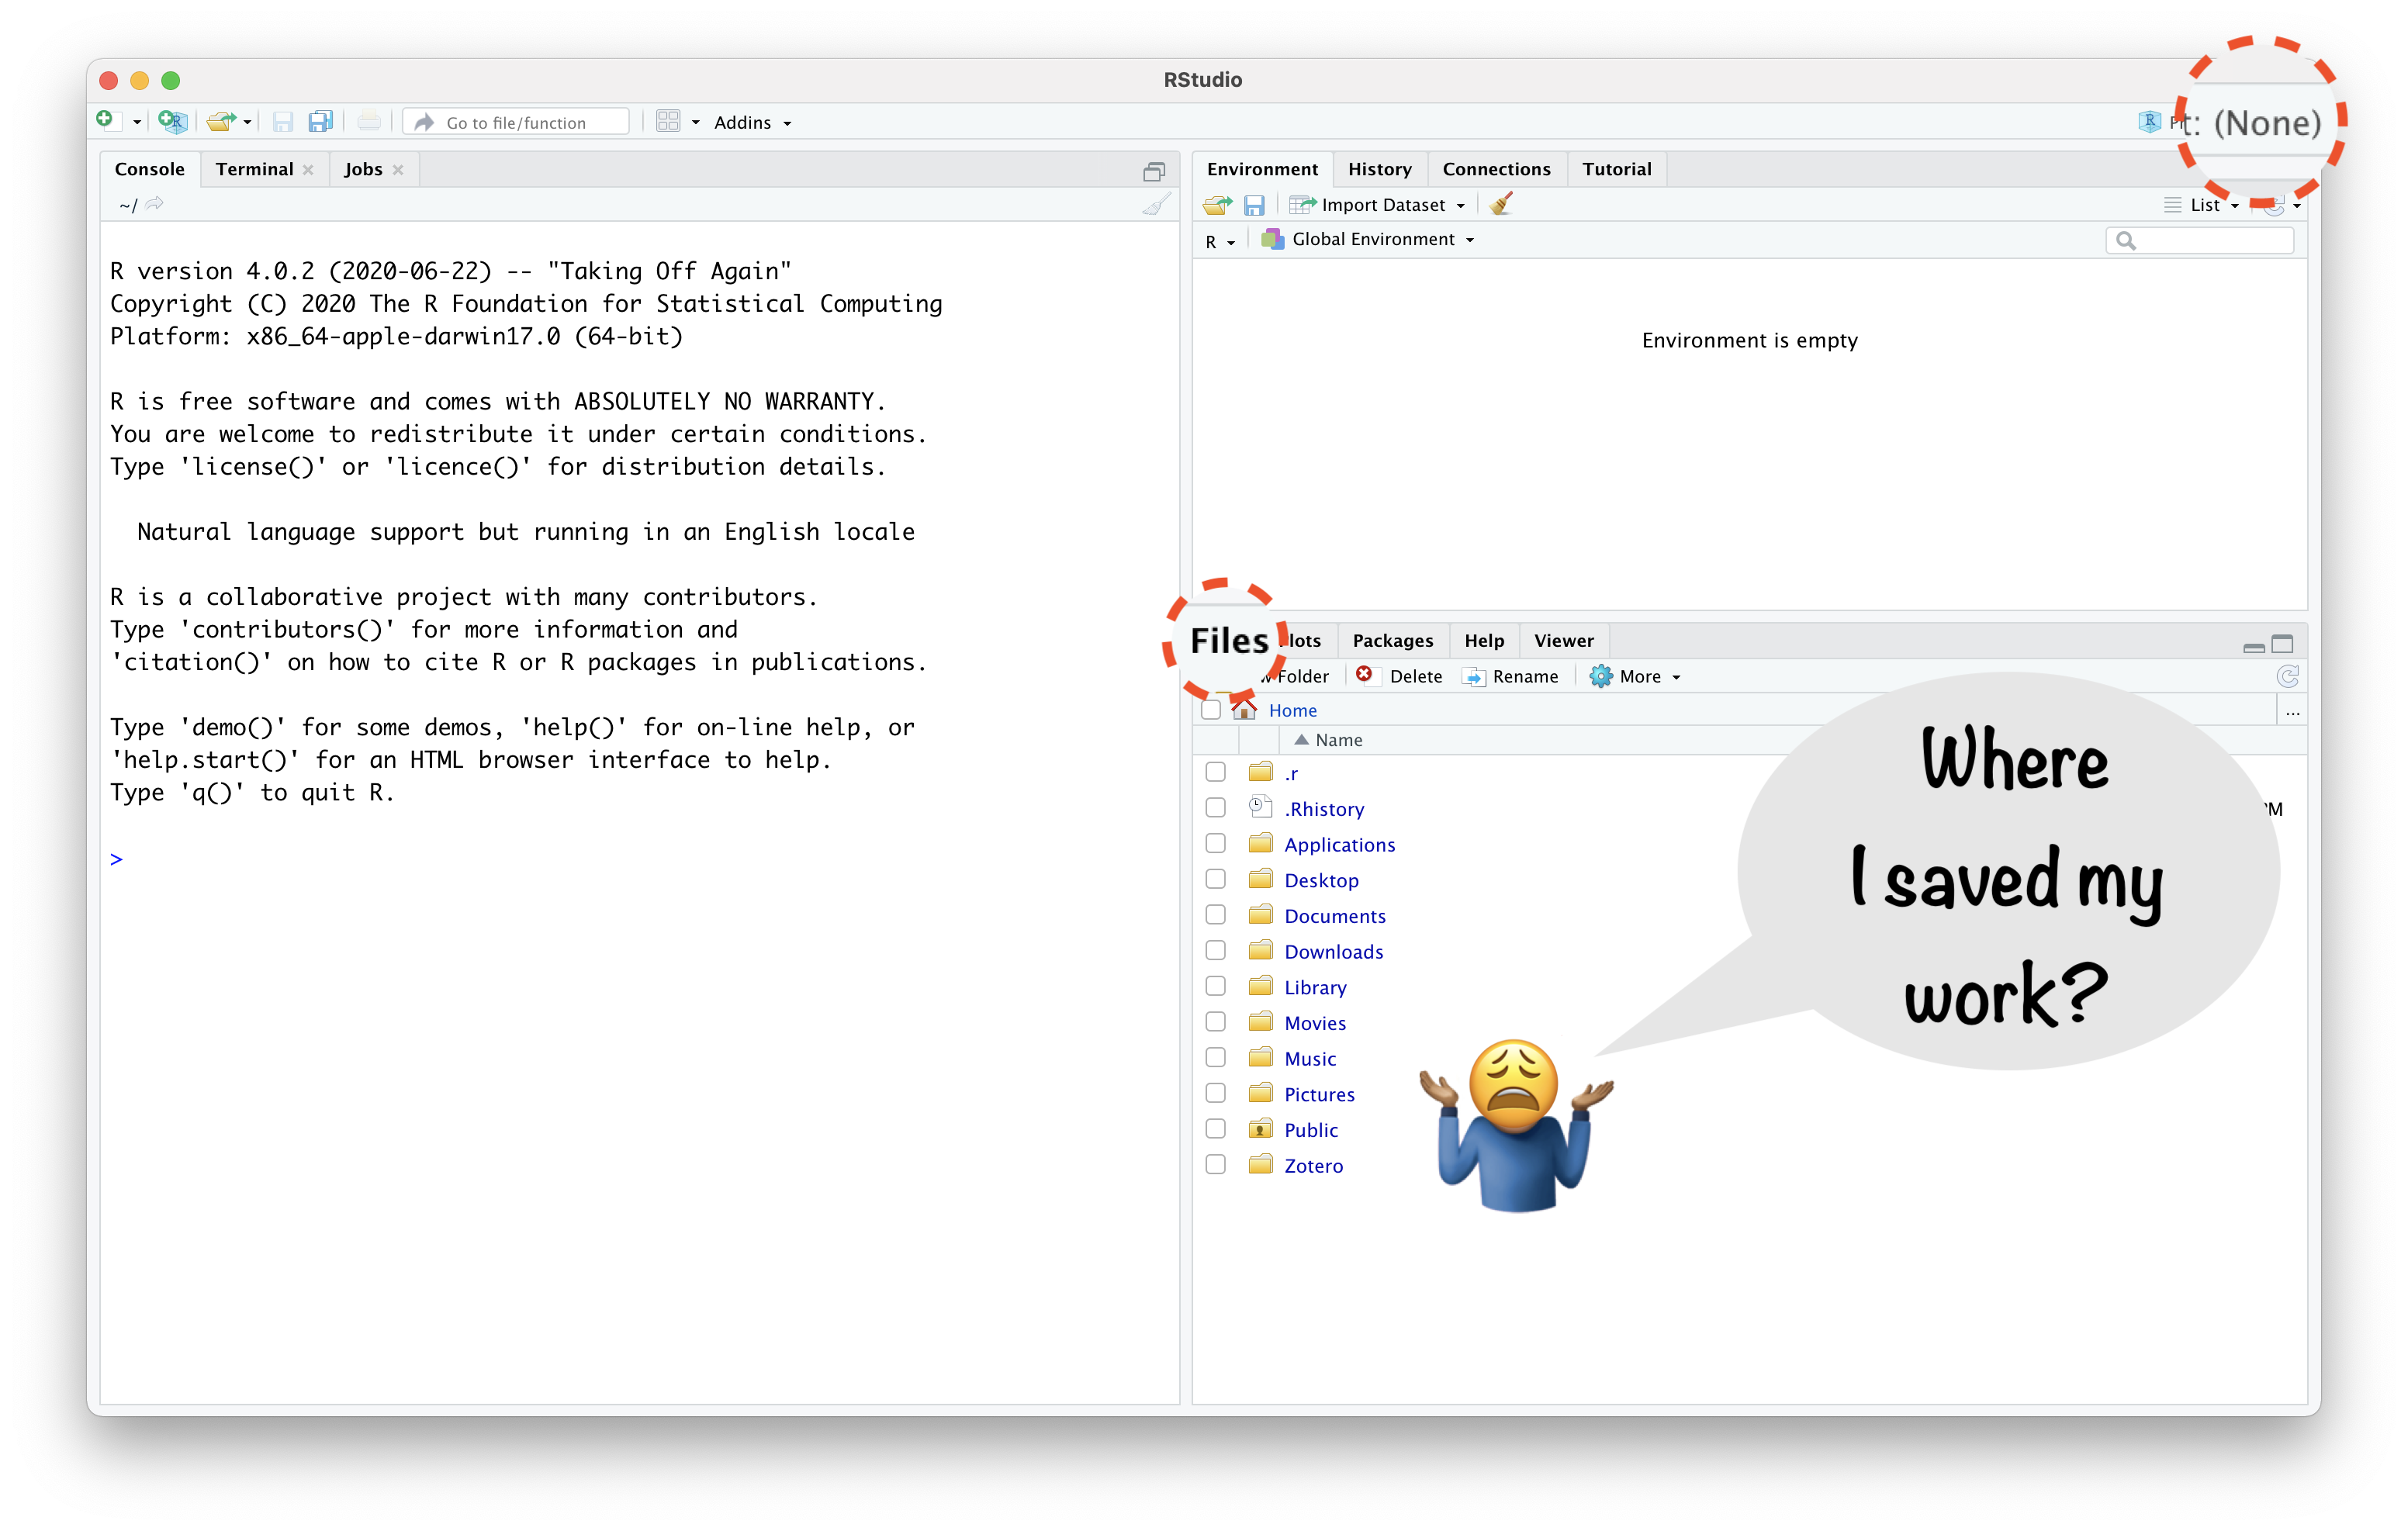 RStudio
Go to file/function
Addins
t: (None)
Console Terminal Jobs
~/
R version 4.0.2 (2020-06-22) -- "Taking Off Again"
Copyright (C) 2020 The R Foundation for Statistical Computing
Platform: x86_64-apple-darwin17.0 (64-bit)
R is free software and comes with ABSOLUTELY NO WARRANTY.
You are welcome to redistribute it under certain conditions.
Type 'license()' or 'licence()' for distribution details.
Natural language support but running in an English locale
R is a collaborative project with many contributors.
Type 'contributors()' for more information and
'citation()' on how to cite R or R packages in publications.
Type 'demo()' for some demos, 'help()' for on-line help, or
'help.start()' for an HTML browser interface to help.
Type 'q()' to quit R.
>
Environment History Connections Tutorial
Import Dataset List
R Global Environment
Environment is empty
Files lots Packages Help Viewer
Folder Delete Rename More
Home ...
Name
.r
.Rhistory
Applications
Desktop
Documents
Downloads
Library
Movies
Music
Pictures
Public
Zotero
Where
I saved my
work?